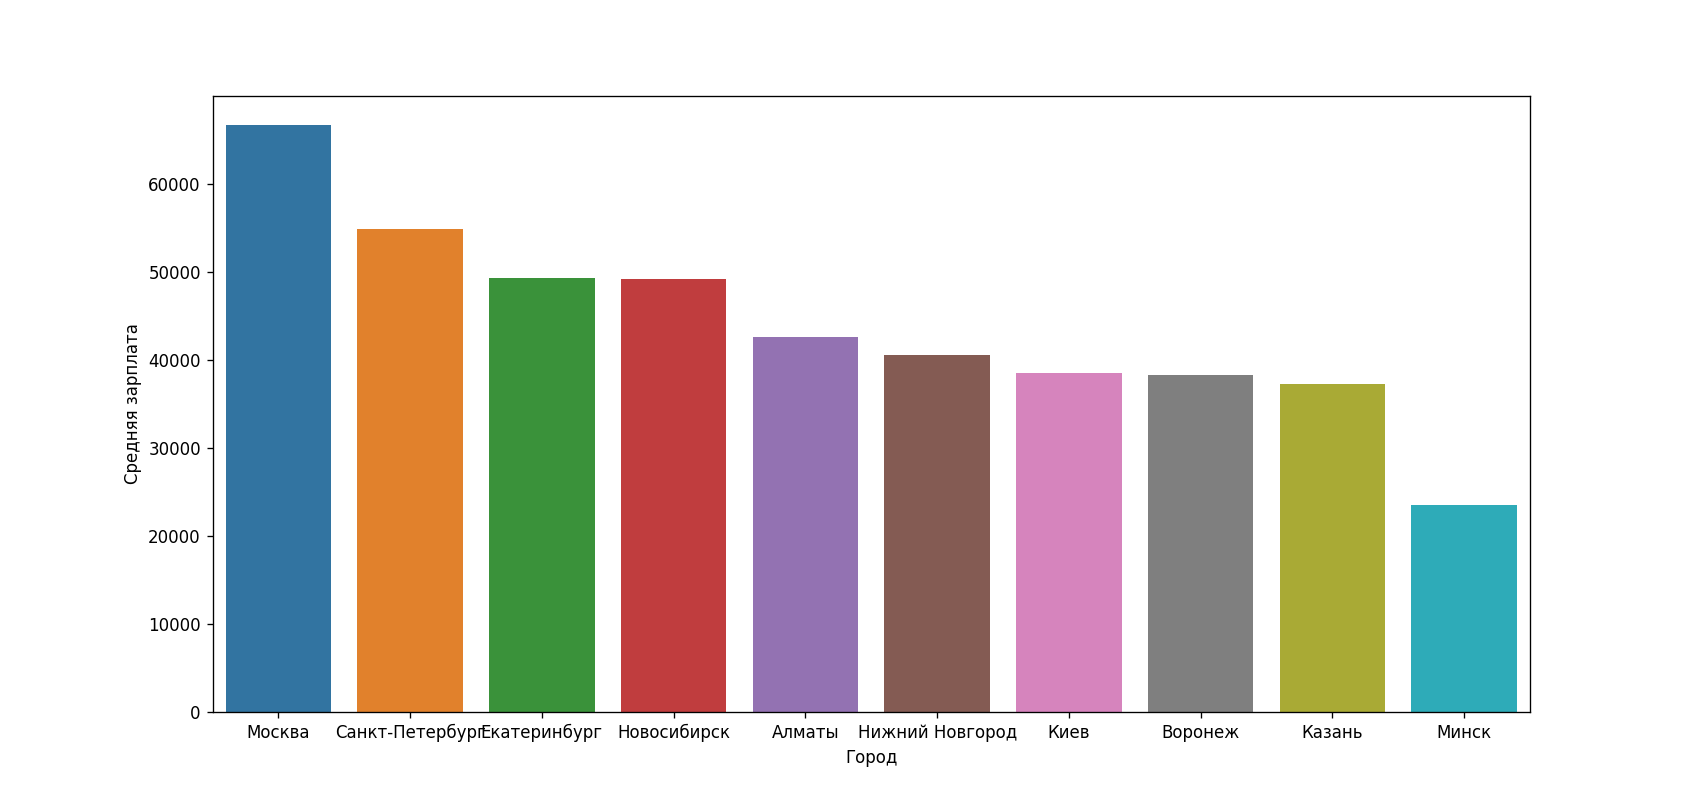 60000
50000
40000
30000
20000
10000
0
Средняя зарплата
Москва
Санкт-Петербург
Екатеринбург
Новосибирск
Алматы
Нижний Новгород
Киев
Воронеж
Казань
Минск
Город